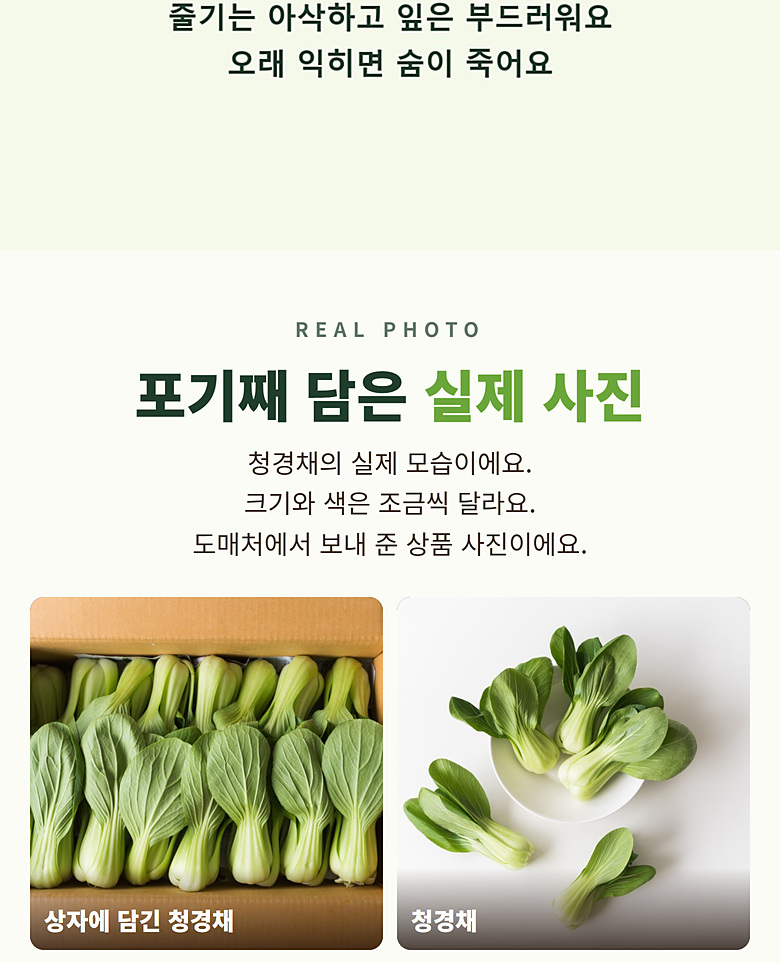 줄기는 아삭하고 잎은 부드러워요
오래 익히면 숨이 죽어요
REAL PHOTO
포기째 담은 실제 사진
청경채의 실제 모습이에요.
크기와 색은 조금씩 달라요.
도매처에서 보내 준 상품 사진이에요.
상자에 담긴 청경채
청경채